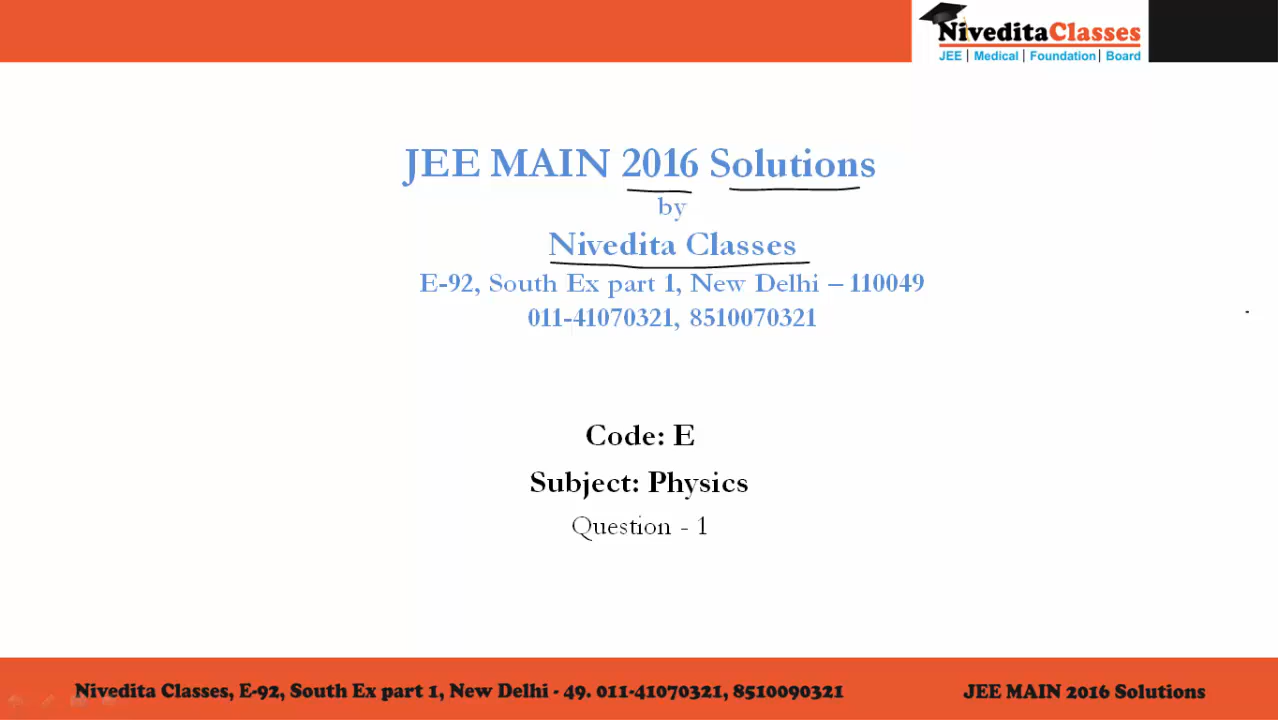 NiveditaClasses
JEE | Medical | Foundation | Board
JEE MAIN 2016 Solutions
by
Nivedita Classes
E-92, South Ex part 1, New Delhi – 110049
011-41070321, 8510070321
Code: E
Subject: Physics
Question - 1
Nivedita Classes, E-92, South Ex part 1, New Delhi - 49. 011-41070321, 8510090321
JEE MAIN 2016 Solutions